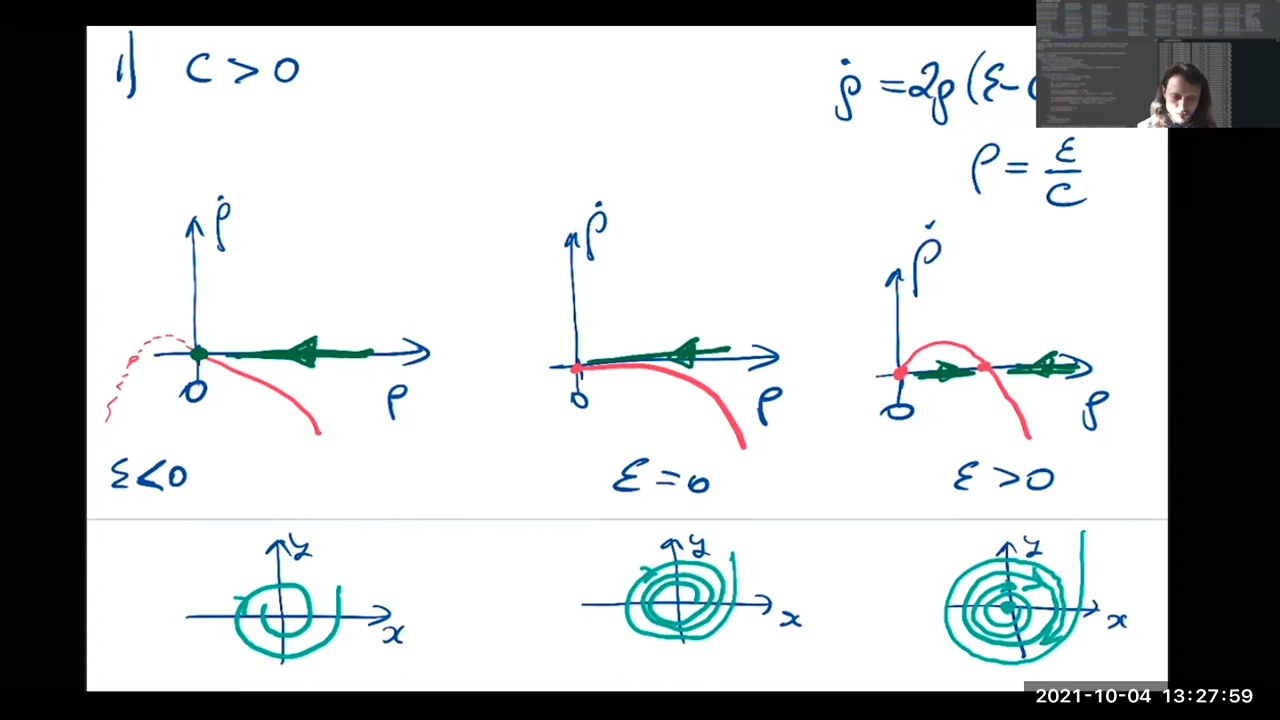 1) C > 0
ρ̇ = 2ρ(ε-
ρ = ε/C
ρ̇ ρ̇ ρ̇
0 ρ 0 ρ 0 ρ
ε<0 ε=0 ε>0
y y y
x x x
2021-10-04 13:27:59